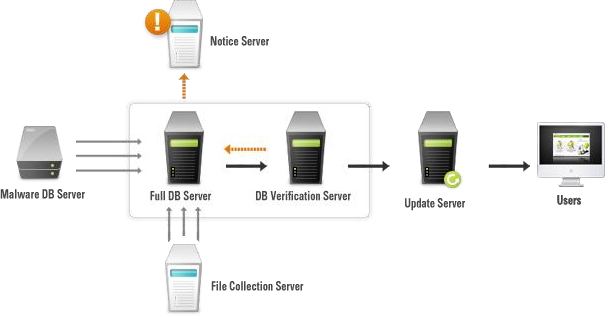 Notice Server
Malware DB Server
Full DB Server
DB Verification Server
Update Server
Users
File Collection Server